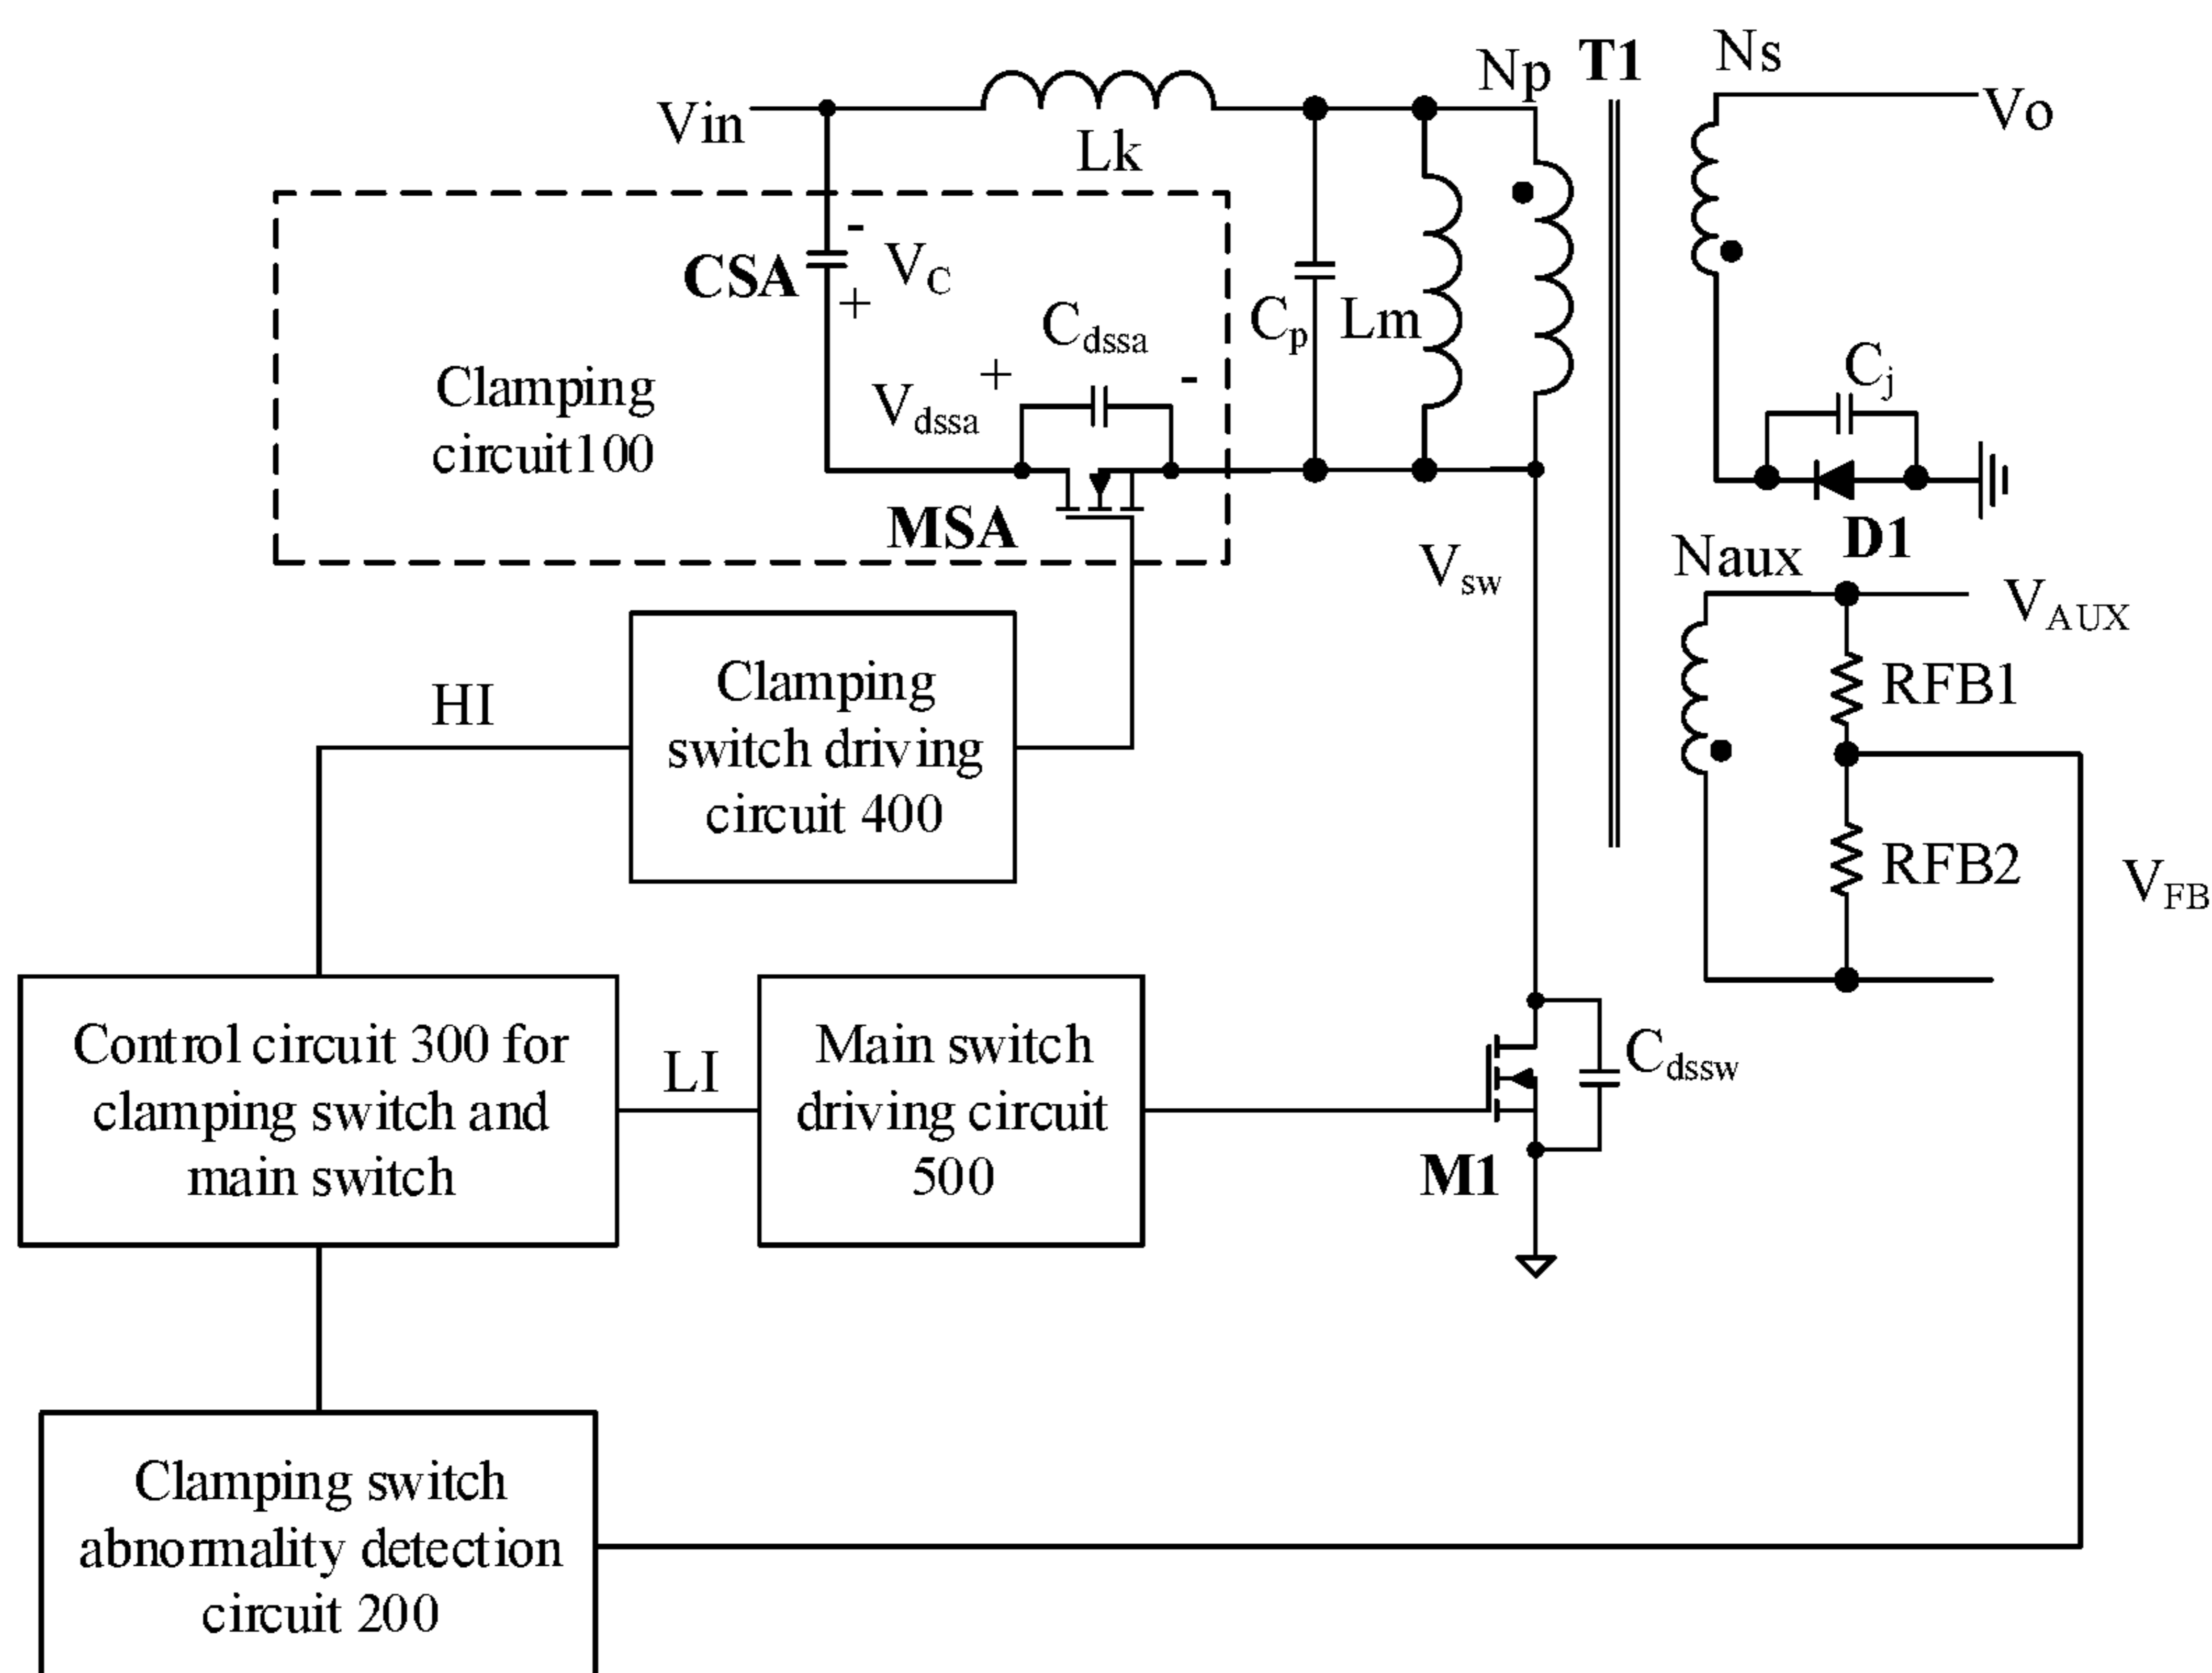 Np
T1
Ns
Vin
Vo
Lk
-
CSA
VC
+
Cdssa
Cp
Lm
Cj
Clamping
circuit100
Vdssa
+
-
MSA
D1
Vsw
Naux
VAUX
HI
Clamping
switch driving
circuit 400
RFB1
RFB2
VFB
Control circuit 300 for
clamping switch and
main switch
LI
Main switch
driving circuit
500
Cdssw
M1
Clamping switch
abnormality detection
circuit 200